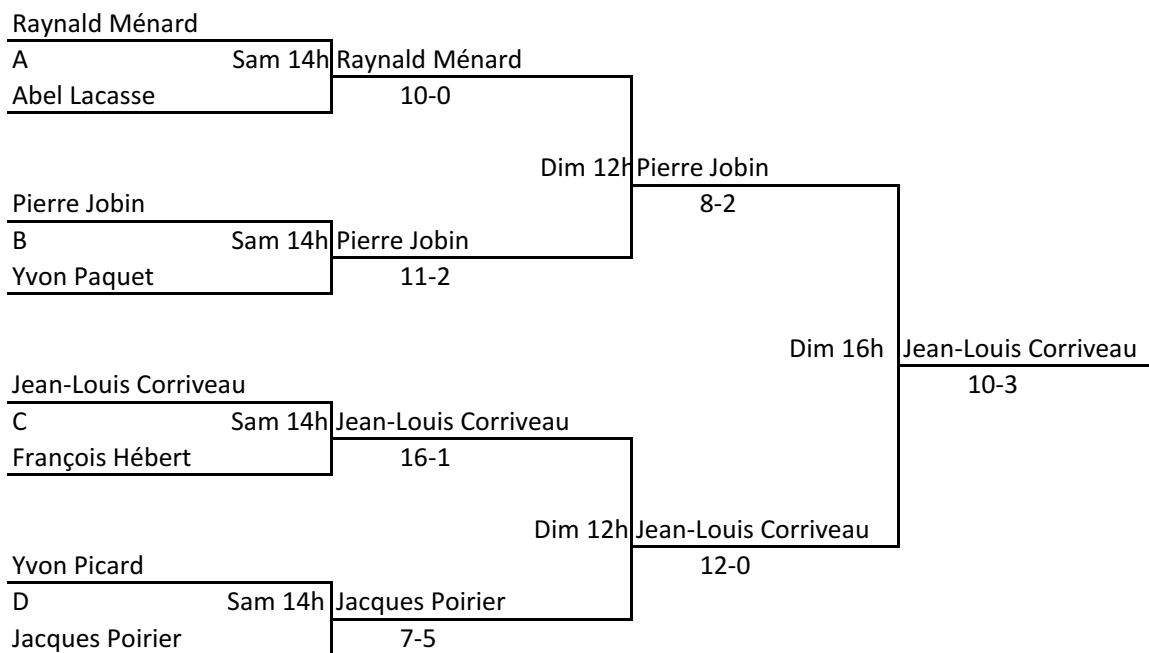 Raynald Ménard
A Sam 14h Raynald Ménard
Abel Lacasse 10-0
Dim 12h Pierre Jobin
Pierre Jobin 8-2
B Sam 14h Pierre Jobin
Yvon Paquet 11-2
Dim 16h Jean-Louis Corriveau
Jean-Louis Corriveau 10-3
C Sam 14h Jean-Louis Corriveau
François Hébert 16-1
Dim 12h Jean-Louis Corriveau
Yvon Picard 12-0
D Sam 14h Jacques Poirier
Jacques Poirier 7-5